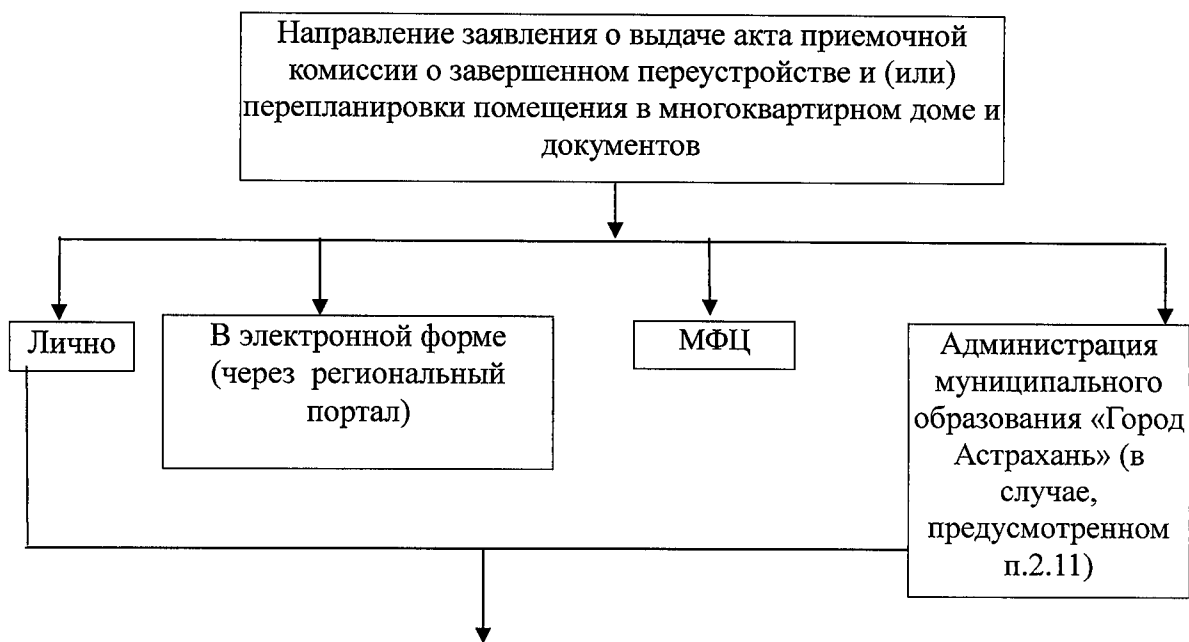 Направление заявления о выдаче акта приемочной
комиссии о завершенном переустройстве и (или)
перепланировки помещения в многоквартирном доме и
документов
Лично
В электронной форме
(через региональный
портал)
МФЦ
Администрация
муниципального
образования «Город
Астрахань» (в
случае,
предусмотренном
п.2.11)